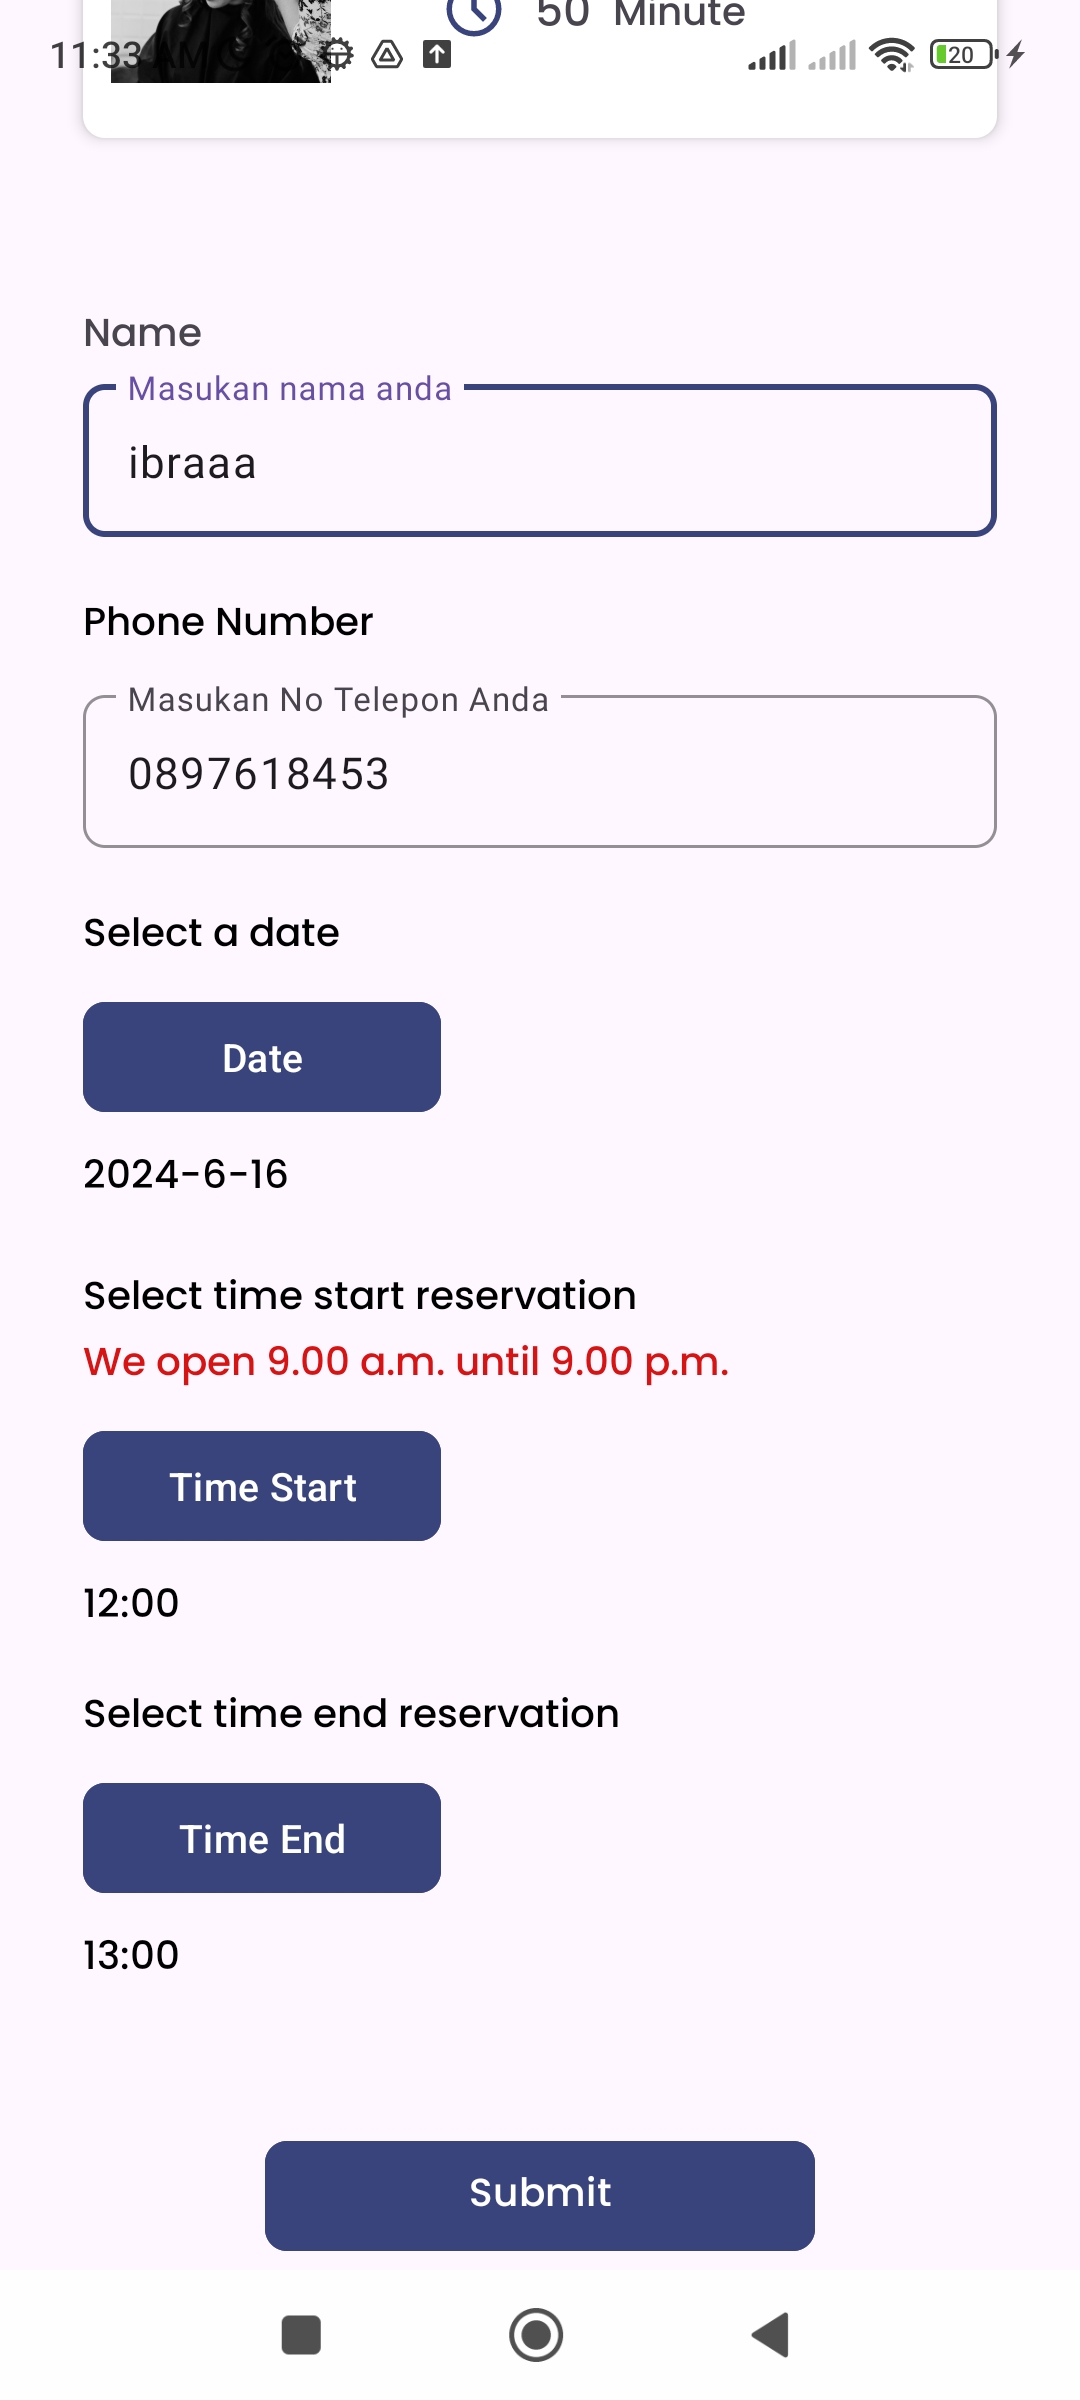 50 Minute
11:33 AM
20
Name
Masukan nama anda
ibraaa
Phone Number
Masukan No Telepon Anda
0897618453
Select a date
Date
2024-6-16
Select time start reservation
We open 9.00 a.m. until 9.00 p.m.
Time Start
12:00
Select time end reservation
Time End
13:00
Submit